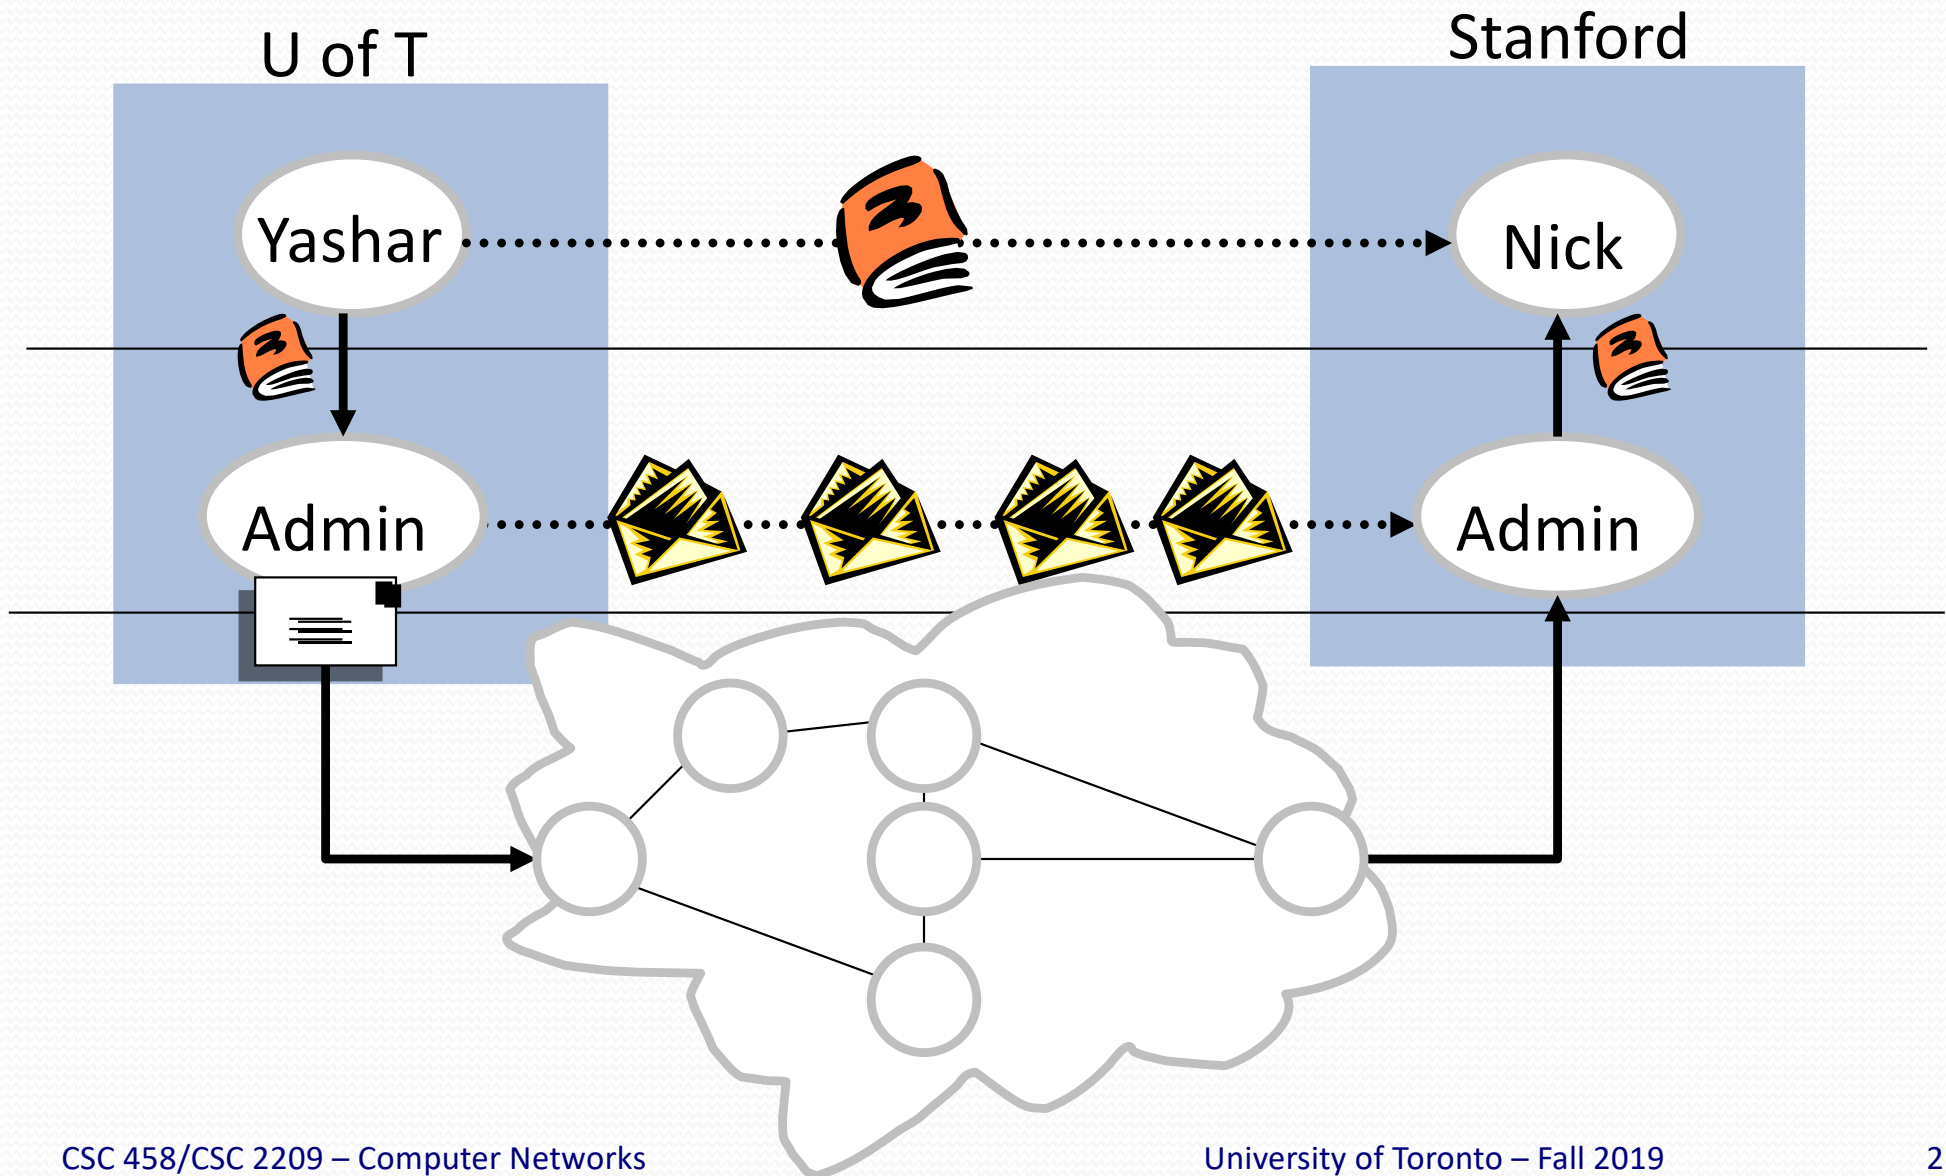 U of T
Stanford
Yashar
Nick
Admin
Admin
CSC 458/CSC 2209 – Computer Networks
University of Toronto – Fall 2019
2